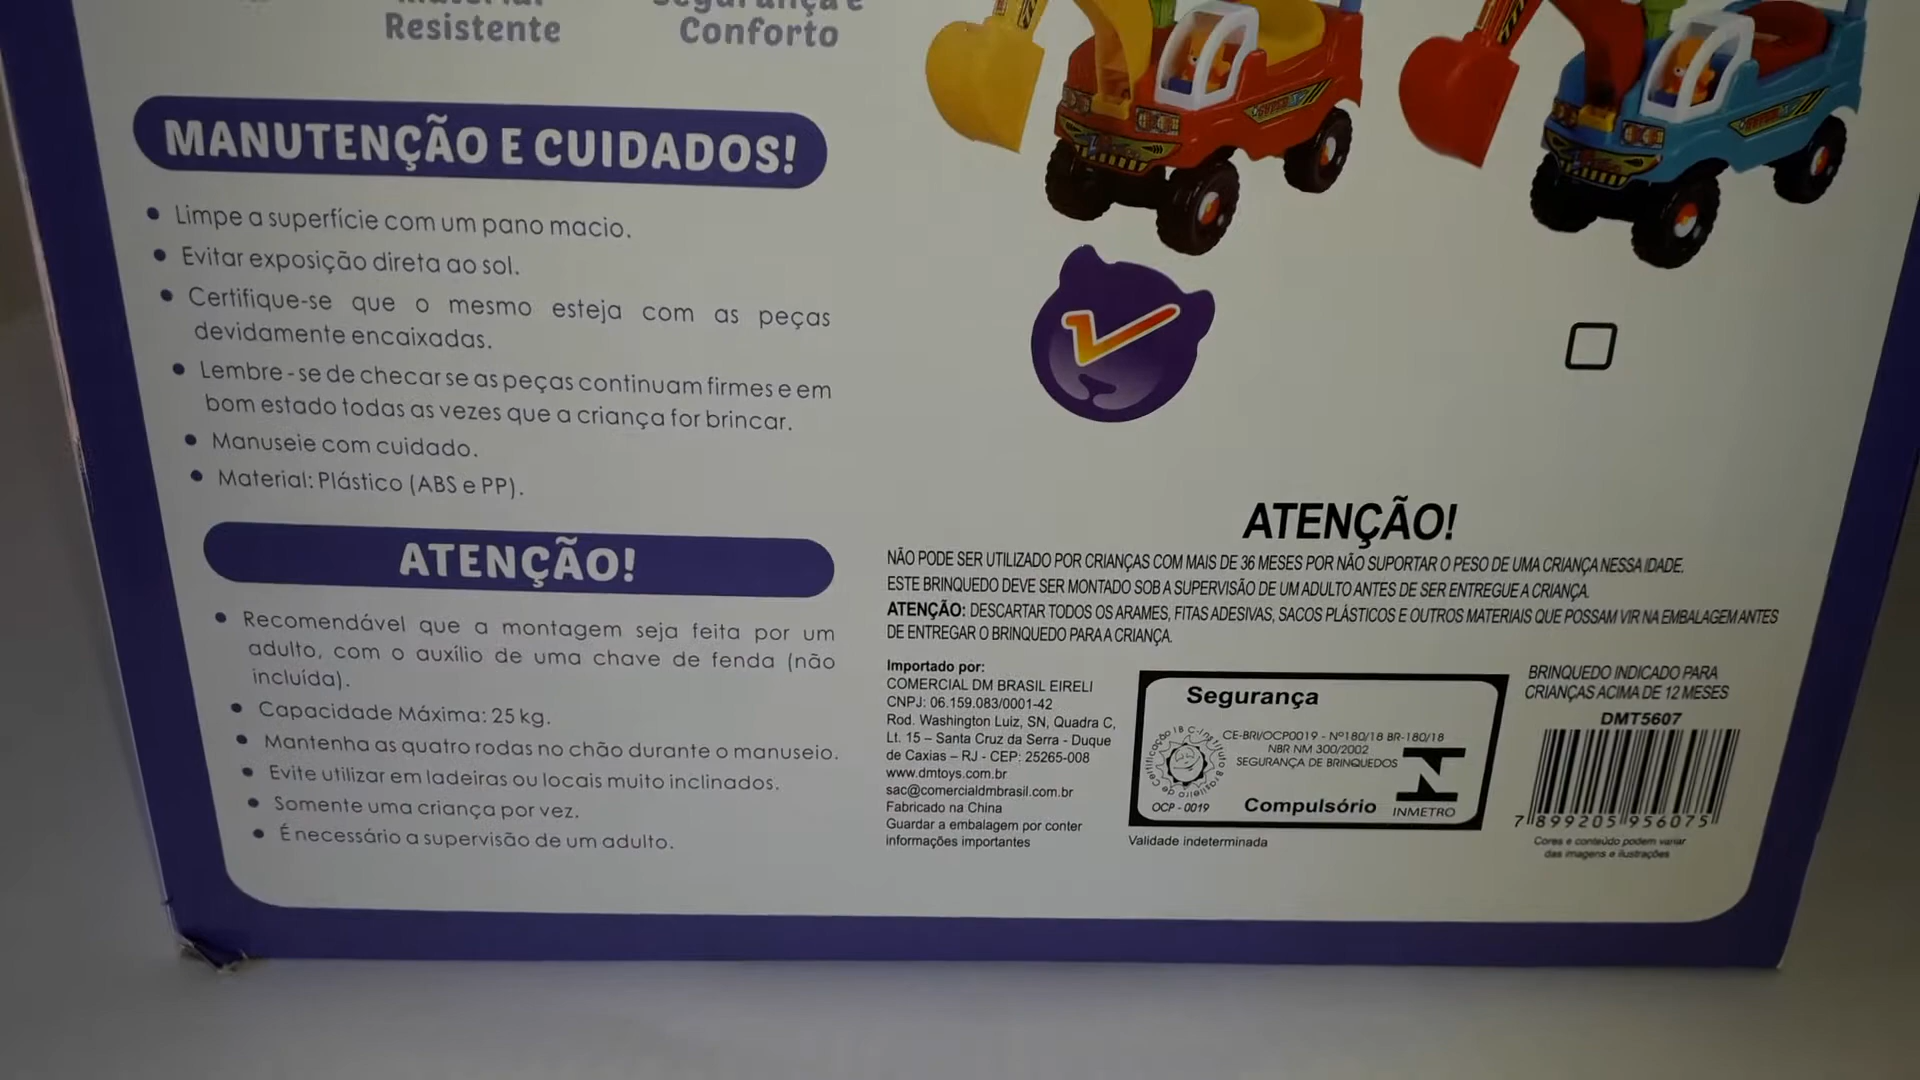 Material
Resistente
Segurança e
Conforto
MANUTENÇÃO E CUIDADOS!
• Limpe a superfície com um pano macio.
• Evitar exposição direta ao sol.
• Certifique-se que o mesmo esteja com as peças
devidamente encaixadas.
• Lembre-se de checar se as peças continuam firmes e em
bom estado todas as vezes que a criança for brincar.
• Manuseie com cuidado.
• Material: Plástico (ABS e PP).
ATENÇÃO!
• Recomendável que a montagem seja feita por um
adulto, com o auxílio de uma chave de fenda (não
incluída).
• Capacidade Máxima: 25 kg.
• Mantenha as quatro rodas no chão durante o manuseio.
• Evite utilizar em ladeiras ou locais muito inclinados.
• Somente uma criança por vez.
• É necessário a supervisão de um adulto.
ATENÇÃO!
NÃO PODE SER UTILIZADO POR CRIANÇAS COM MAIS DE 36 MESES POR NÃO SUPORTAR O PESO DE UMA CRIANÇA NESSA IDADE.
ESTE BRINQUEDO DEVE SER MONTADO SOB A SUPERVISÃO DE UM ADULTO ANTES DE SER ENTREGUE A CRIANÇA.
ATENÇÃO: DESCARTAR TODOS OS ARAMES, FITAS ADESIVAS, SACOS PLÁSTICOS E OUTROS MATERIAIS QUE POSSAM VIR NA EMBALAGEM ANTES
DE ENTREGAR O BRINQUEDO PARA A CRIANÇA.
Importado por:
COMERCIAL DM BRASIL EIRELI
CNPJ: 06.159.083/0001-42
Rod. Washington Luiz, SN, Quadra C,
Lt. 15 – Santa Cruz da Serra - Duque
de Caxias – RJ - CEP: 25265-008
www.dmtoys.com.br
sac@comercialdmbrasil.com.br
Fabricado na China
Guardar a embalagem por conter
informações importantes
Segurança
CE-BRI/OCP0019 - Nº180/18 BR-180/18
NBR NM 300/2002
SEGURANÇA DE BRINQUEDOS
IBC-Instituto Brasileiro de Certificação
OCP - 0019
Compulsório
INMETRO
Validade indeterminada
BRINQUEDO INDICADO PARA
CRIANÇAS ACIMA DE 12 MESES
DMT5607
7 899205 956075
Cores e conteúdo podem variar
das imagens e ilustrações